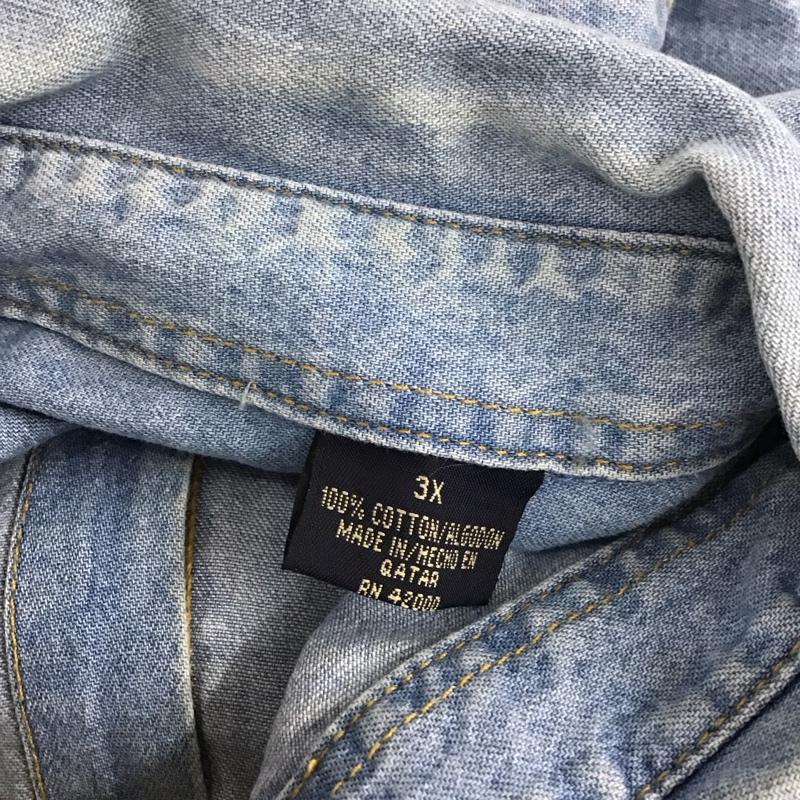 3X
100% COTTON/ALGODON
MADE IN/HECHO EN
QATAR
RN 42000